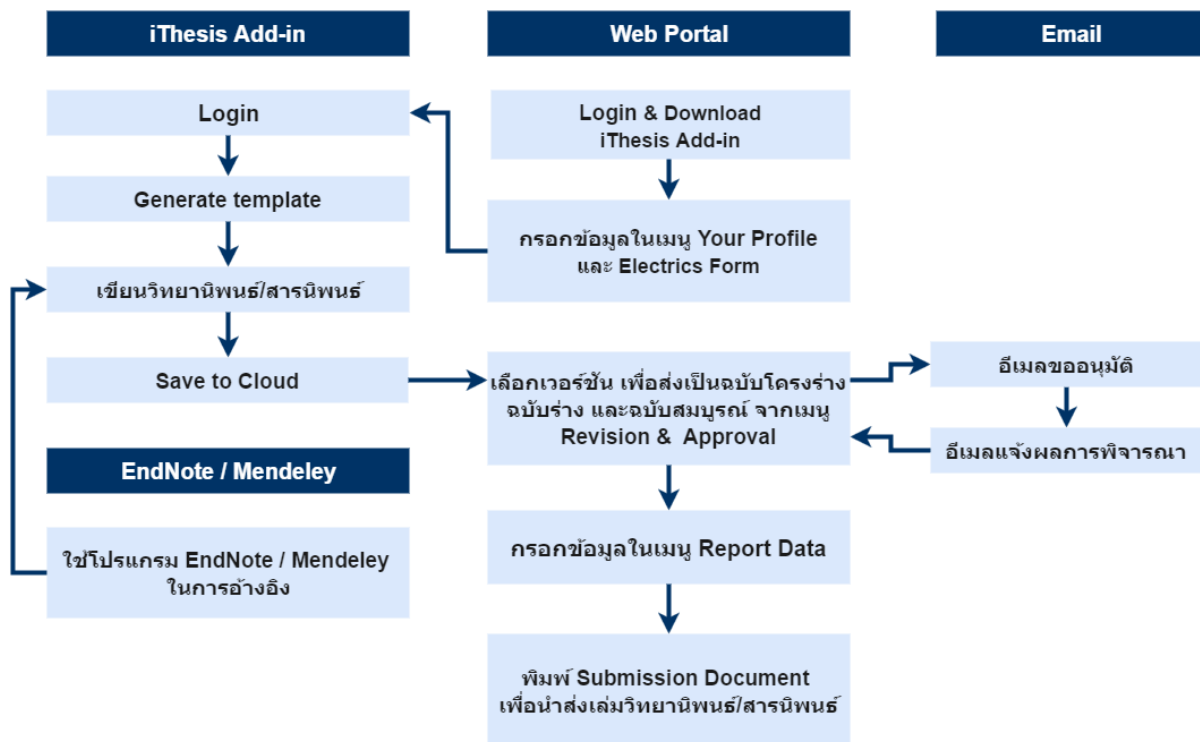 iThesis Add-in
Web Portal
Email
Login
Generate template
เขียนวิทยานิพนธ์/สารนิพนธ์
Save to Cloud
EndNote / Mendeley
ใช้โปรแกรม EndNote / Mendeley
ในการอ้างอิง
Login & Download
iThesis Add-in
กรอกข้อมูลในเมนู Your Profile
และ Electrics Form
เลือกเวอร์ชัน เพื่อส่งเป็นฉบับโครงร่าง
ฉบับร่าง และฉบับสมบูรณ์ จากเมนู
Revision & Approval
กรอกข้อมูลในเมนู Report Data
พิมพ์ Submission Document
เพื่อนำส่งเล่มวิทยานิพนธ์/สารนิพนธ์
อีเมลขออนุมัติ
อีเมลแจ้งผลการพิจารณา